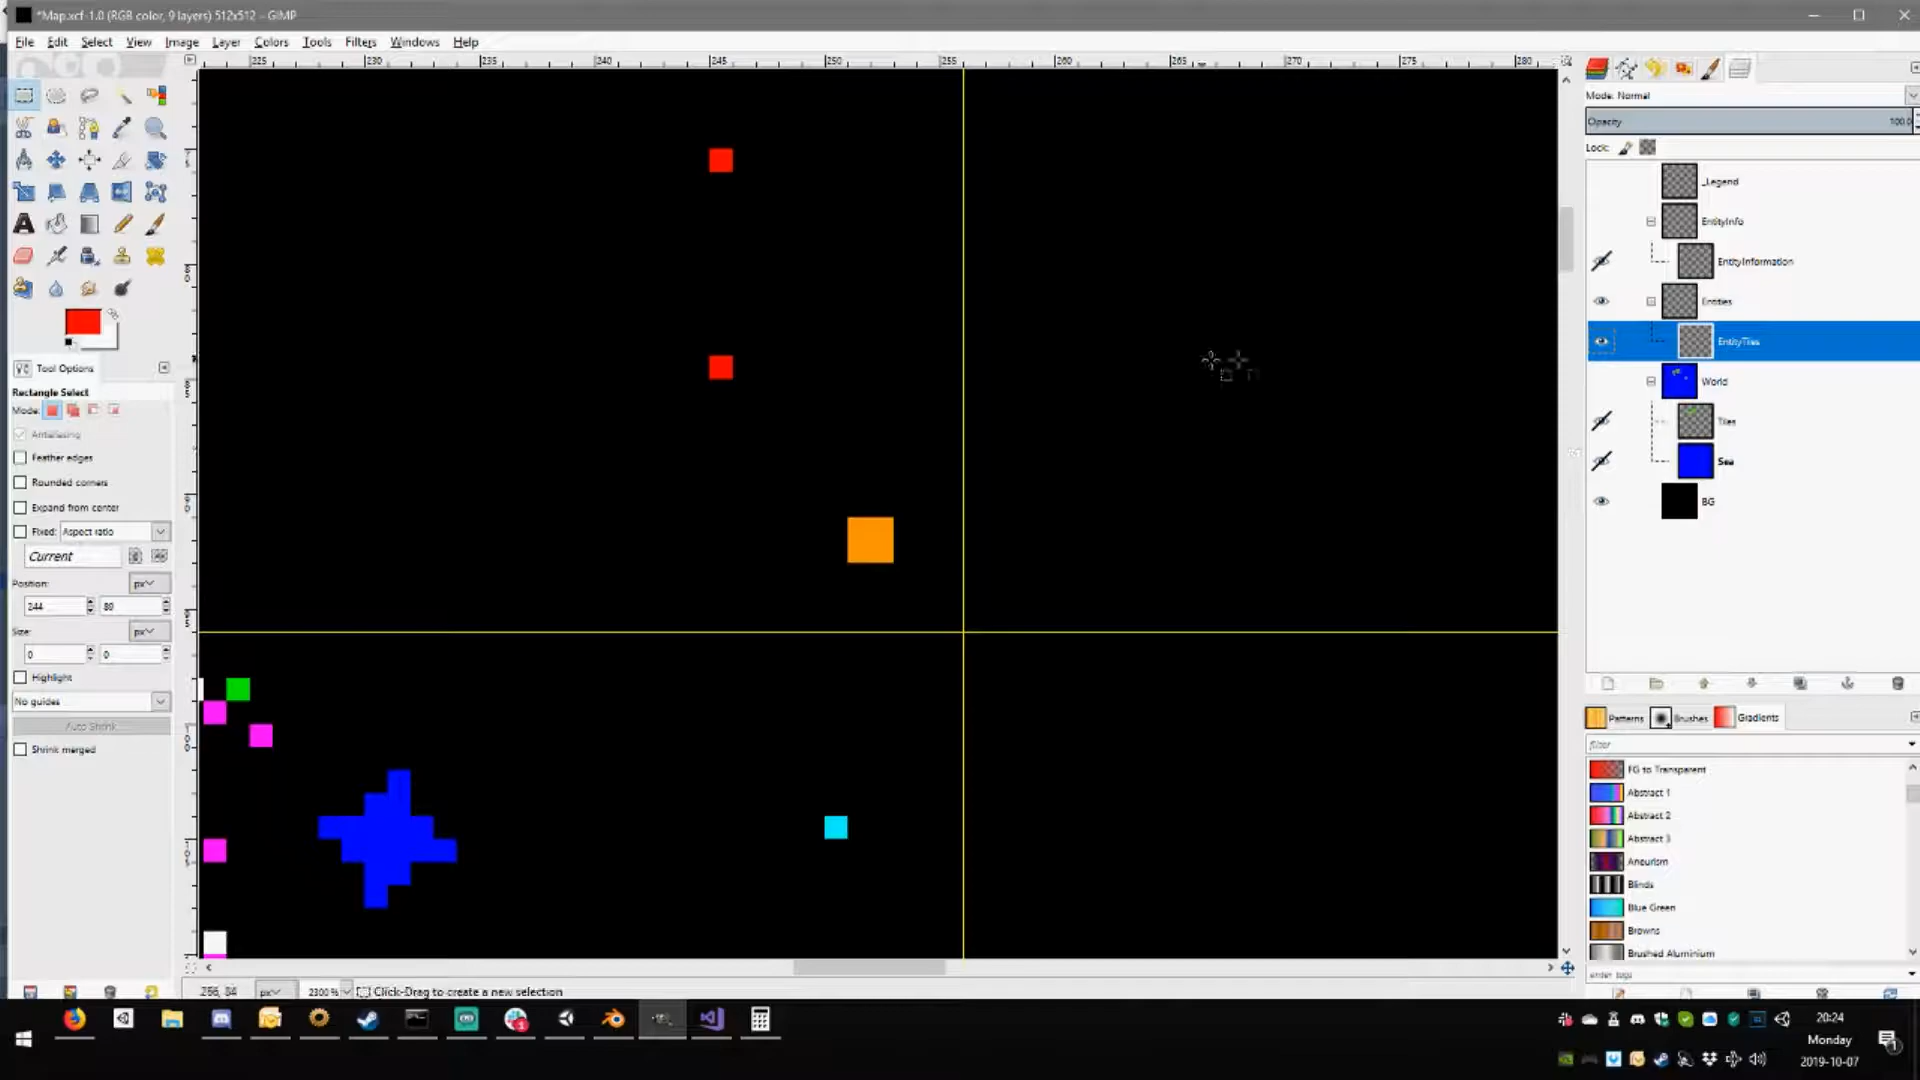 *Map.xcf-1.0 (RGB color, 9 layers) 512x512 – GIMP
File Edit Select View Image Layer Colors Tools Filters Windows Help
225 230 235 240 245 250 255 260 265 270 275 280
Mode: Normal
Opacity 100.0
Lock:
_Legend
EntityInfo
EntityInformation
Entities
EntityTiles
World
Tiles
Sea
BG
Tool Options
Rectangle Select
Mode:
Antialiasing
Feather edges
Rounded corners
Expand from center
Fixed: Aspect ratio
Current
Position: px
244 80
Size: px
0 0
Highlight
No guides
Auto Shrink
Shrink merged
Patterns Brushes Gradients
filter
FG to Transparent
Abstract 1
Abstract 2
Abstract 3
Aneurism
Blinds
Blue Green
Browns
Brushed Aluminium
enter tags
266, 84 px 2300 % Click-Drag to create a new selection
20:24
Monday
2019-10-07